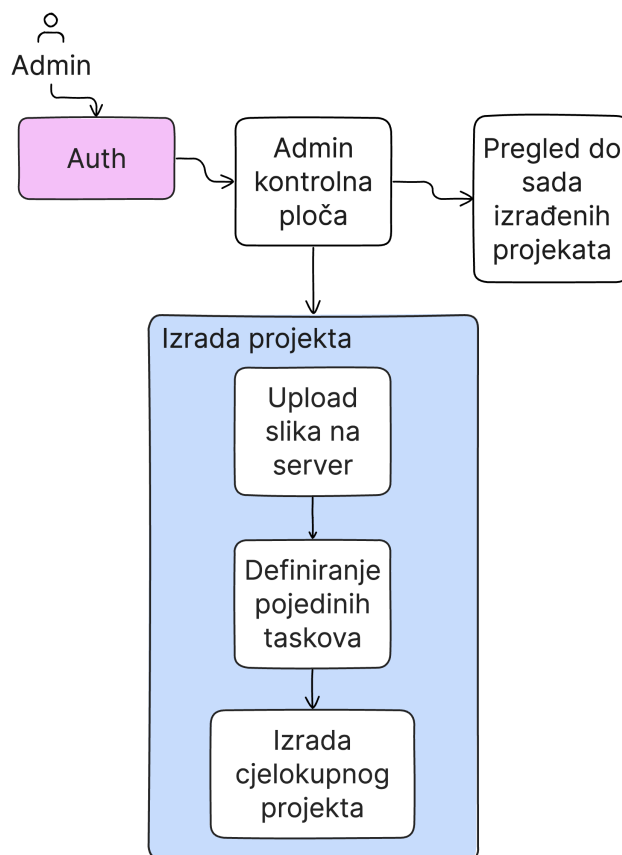 Admin
Auth
Admin
kontrolna
ploča
Pregled do
sada
izrađenih
projekata
Izrada projekta
Upload
slika na
server
Definiranje
pojedinih
taskova
Izrada
cjelokupnog
projekta